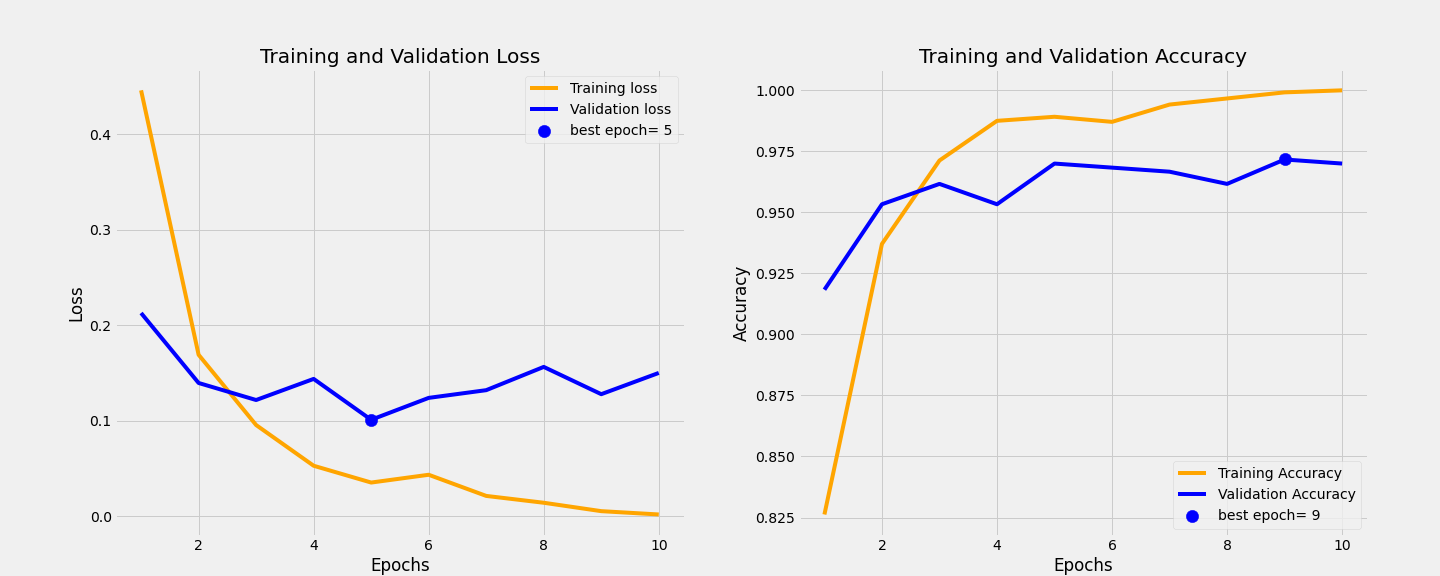 Training and Validation Loss
Training loss
Validation loss
best epoch= 5
0.4
0.3
0.2
0.1
0.0
Loss
2 4 6 8 10
Epochs
Training and Validation Accuracy
1.000
0.975
0.950
0.925
0.900
0.875
0.850
0.825
Accuracy
Training Accuracy
Validation Accuracy
best epoch= 9
2 4 6 8 10
Epochs